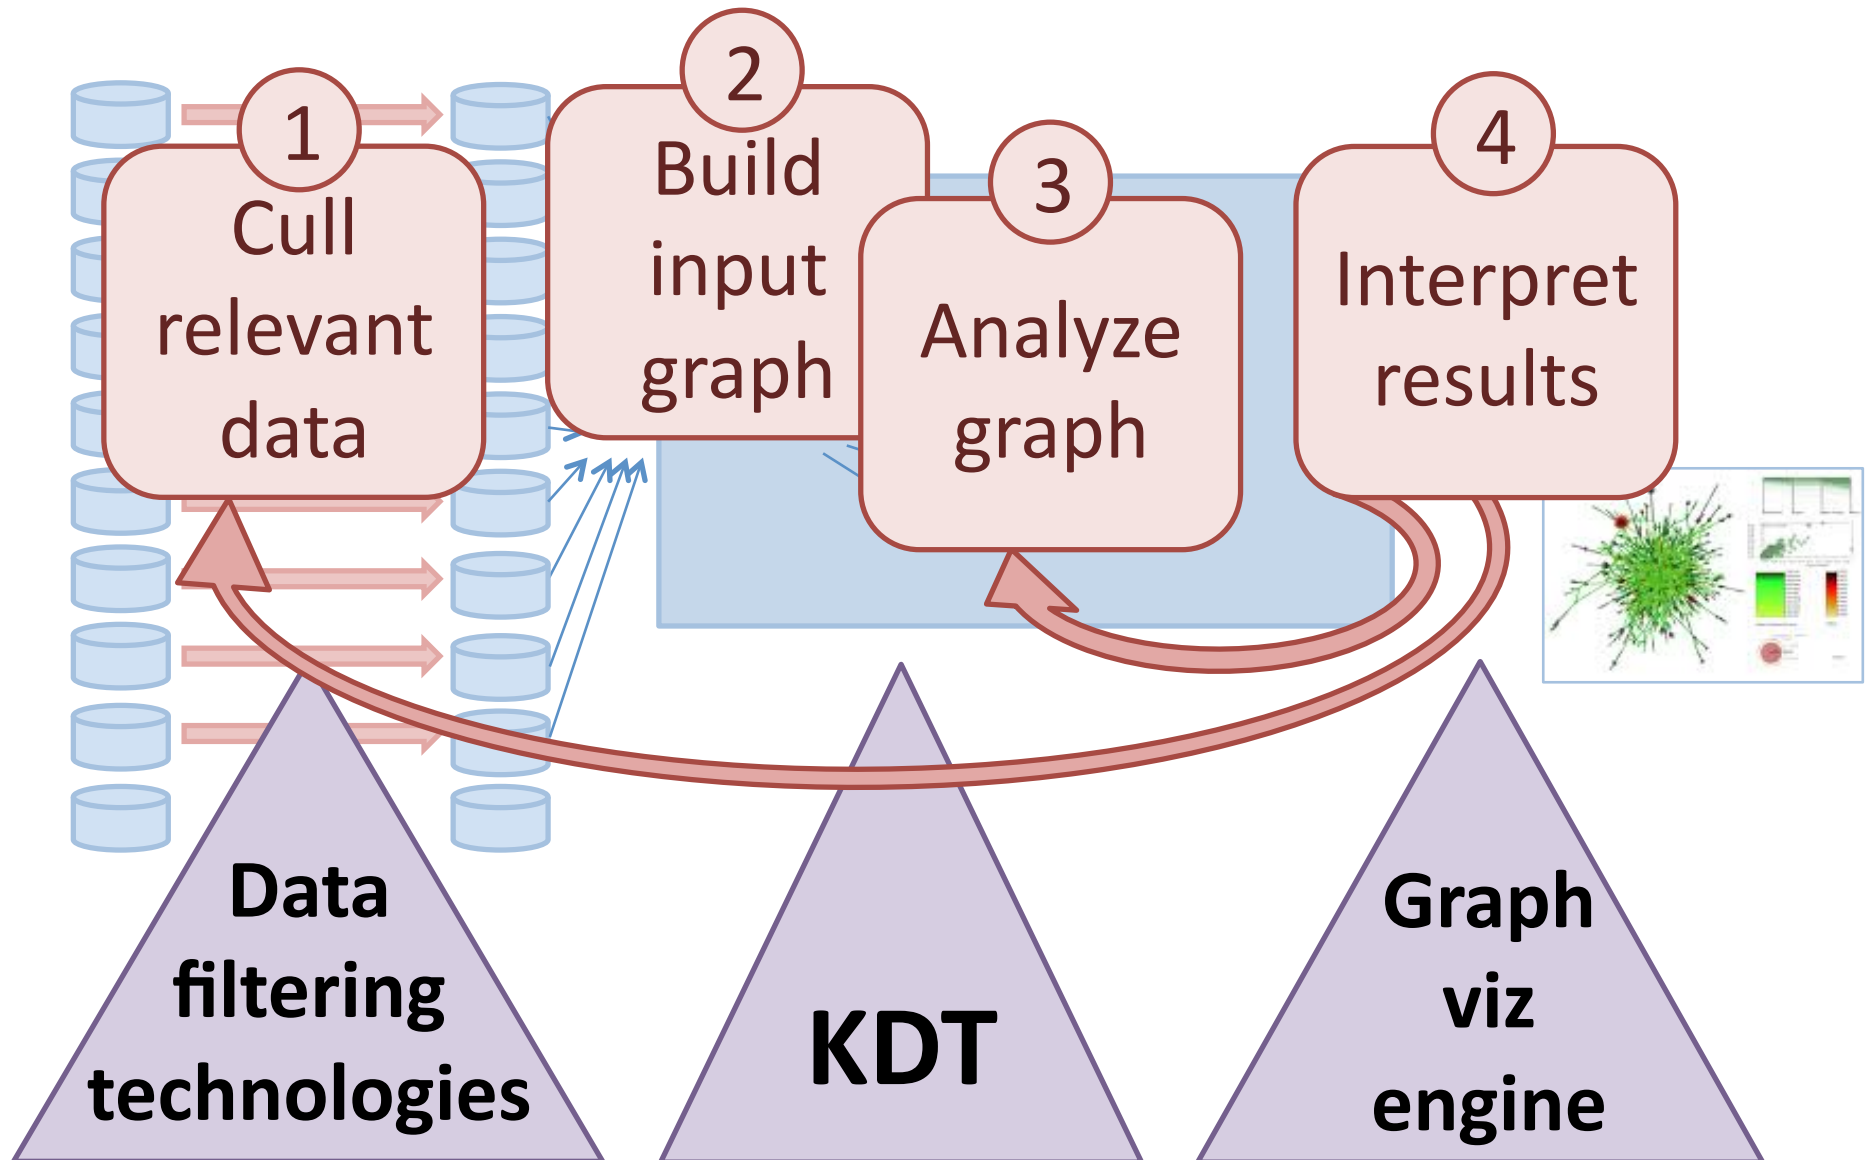 1
Cull
relevant
data
2
Build
input
graph
3
Analyze
graph
4
Interpret
results
Data
filtering
technologies
KDT
Graph
viz
engine